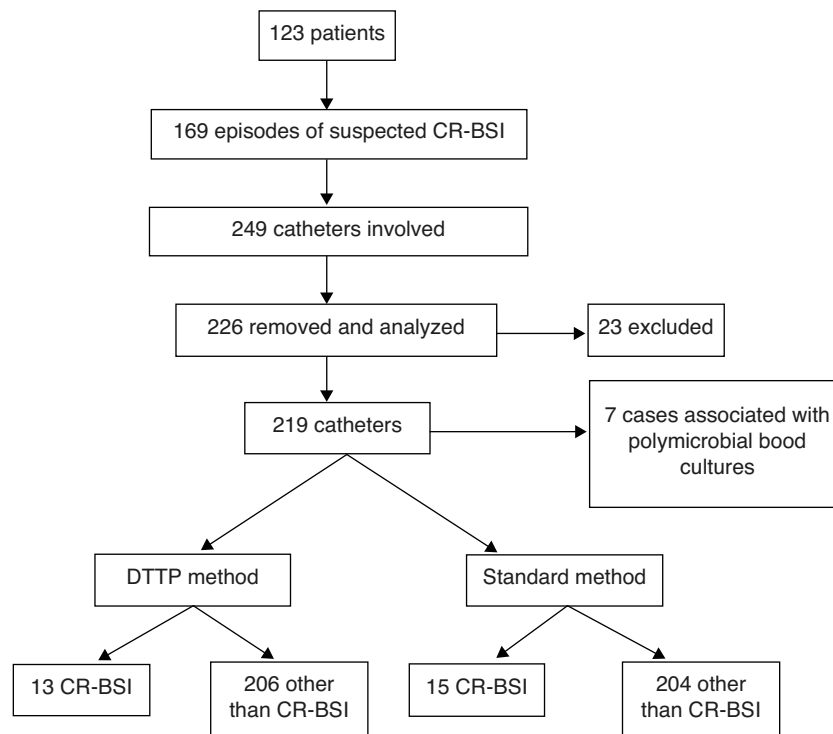 123 patients
169 episodes of suspected CR-BSI
249 catheters involved
226 removed and analyzed
23 excluded
219 catheters
7 cases associated with
polymicrobial bood
cultures
DTTP method
Standard method
13 CR-BSI
206 other
than CR-BSI
15 CR-BSI
204 other
than CR-BSI